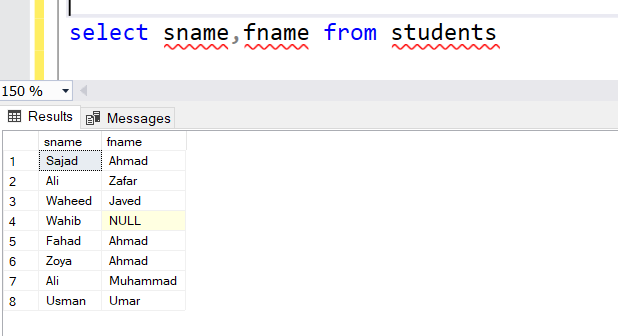 select sname,fname from students
150 %
Results Messages
sname fname
1 Sajad Ahmad
2 Ali Zafar
3 Waheed Javed
4 Wahib NULL
5 Fahad Ahmad
6 Zoya Ahmad
7 Ali Muhammad
8 Usman Umar